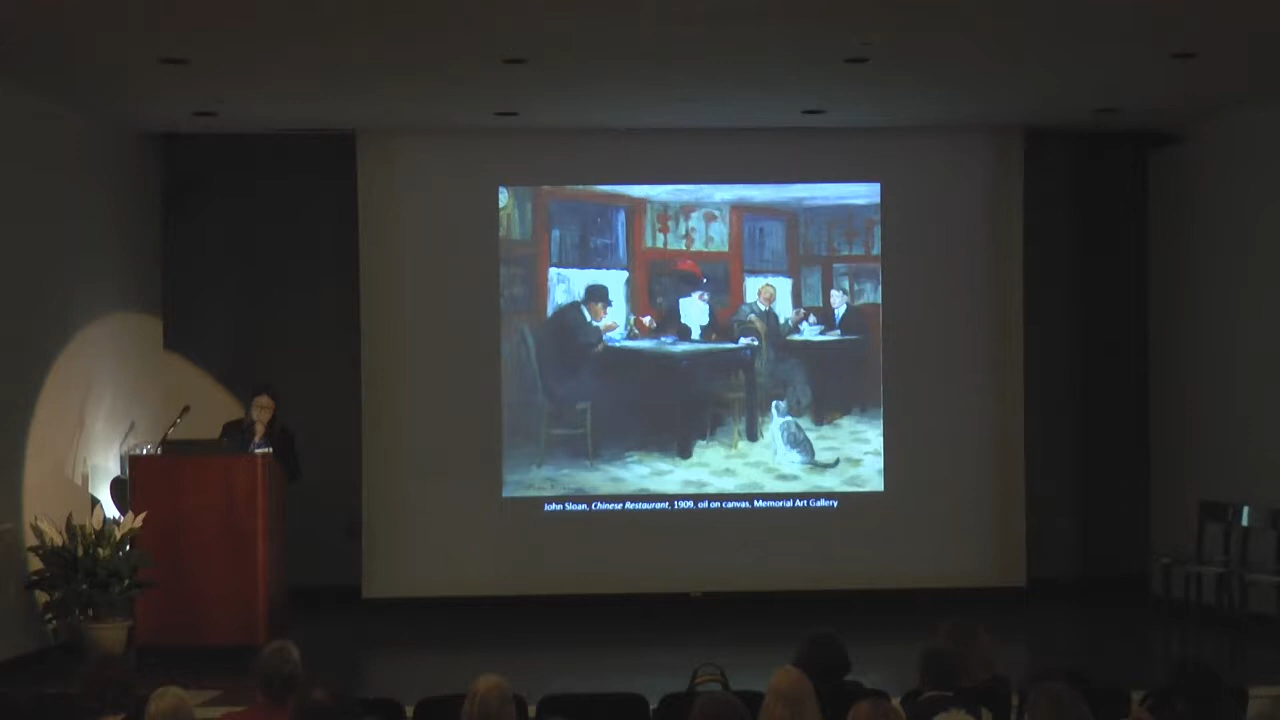 John Sloan, Chinese Restaurant, 1909, oil on canvas, Memorial Art Gallery